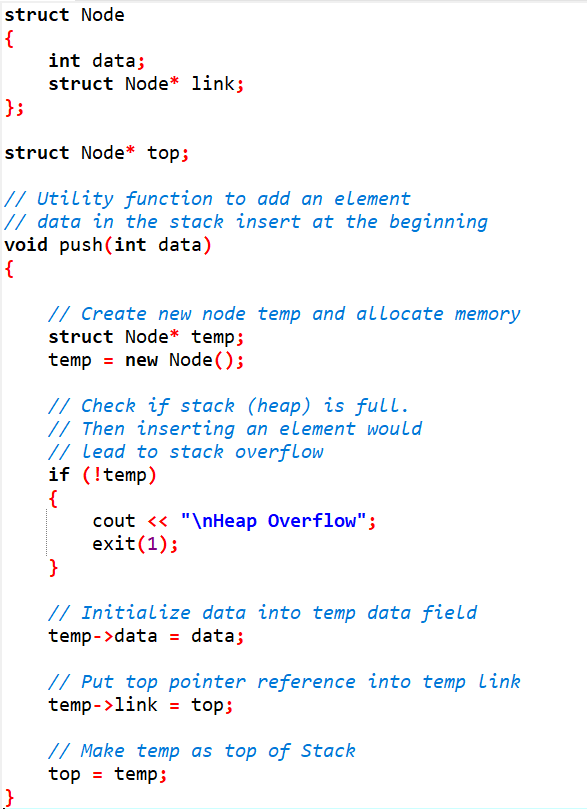 struct Node
{
    int data;
    struct Node* link;
};

struct Node* top;

// Utility function to add an element
// data in the stack insert at the beginning
void push(int data)
{

    // Create new node temp and allocate memory
    struct Node* temp;
    temp = new Node();

    // Check if stack (heap) is full.
    // Then inserting an element would
    // lead to stack overflow
    if (!temp)
    {
        cout << "\nHeap Overflow";
        exit(1);
    }

    // Initialize data into temp data field
    temp->data = data;

    // Put top pointer reference into temp link
    temp->link = top;

    // Make temp as top of Stack
    top = temp;
}